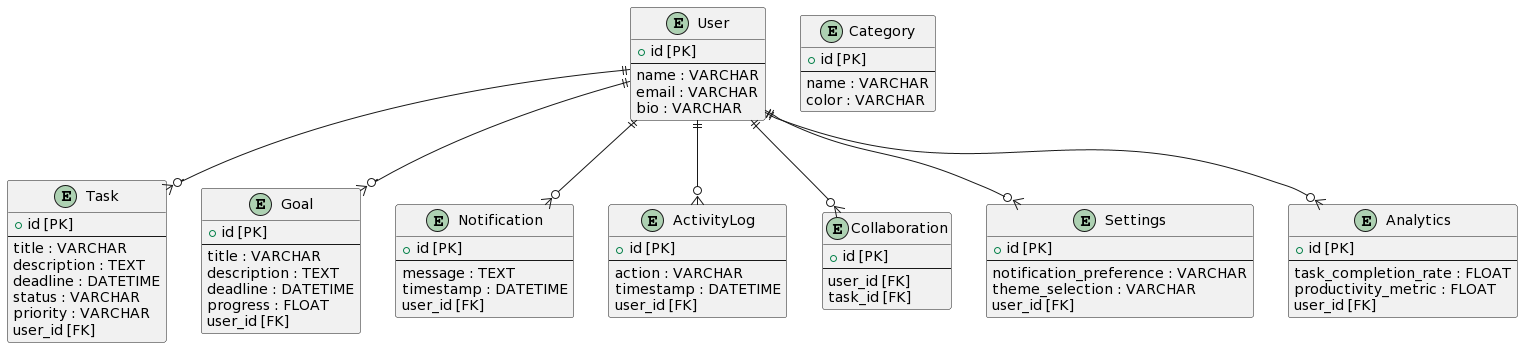 E User
id [PK]
name : VARCHAR
email : VARCHAR
bio : VARCHAR
E Category
id [PK]
name : VARCHAR
color : VARCHAR
E Task
id [PK]
title : VARCHAR
description : TEXT
deadline : DATETIME
status : VARCHAR
priority : VARCHAR
user_id [FK]
E Goal
id [PK]
title : VARCHAR
description : TEXT
deadline : DATETIME
progress : FLOAT
user_id [FK]
E Notification
id [PK]
message : TEXT
timestamp : DATETIME
user_id [FK]
E ActivityLog
id [PK]
action : VARCHAR
timestamp : DATETIME
user_id [FK]
E Collaboration
id [PK]
user_id [FK]
task_id [FK]
E Settings
id [PK]
notification_preference : VARCHAR
theme_selection : VARCHAR
user_id [FK]
E Analytics
id [PK]
task_completion_rate : FLOAT
productivity_metric : FLOAT
user_id [FK]